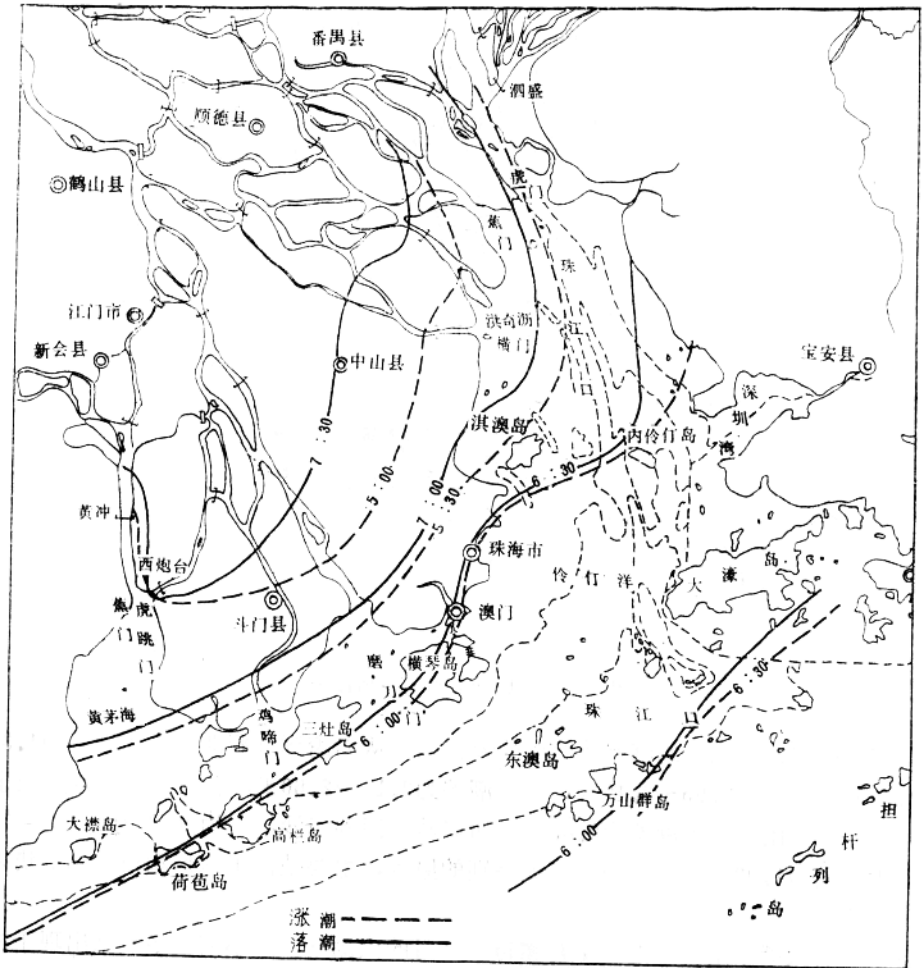 番禺县
泗盛
顺德县
虎门
鹤山县
蕉门
珠江口
江门市
洪奇沥
横门
新会县
中山县
宝安县
深圳湾
7:30
5:00
淇澳岛
内伶仃岛
6:30
7:00
5:30
黄冲
珠海市
西炮台
伶仃洋
大濠岛
虎跳门
斗门县
澳门
磨刀门
横琴岛
6:30
黄茅海
鸡啼门
三灶岛
6:00
珠江口
东澳岛
万山群岛
大襟岛
高栏岛
6:00
担杆列岛
荷苞岛
涨潮
落潮